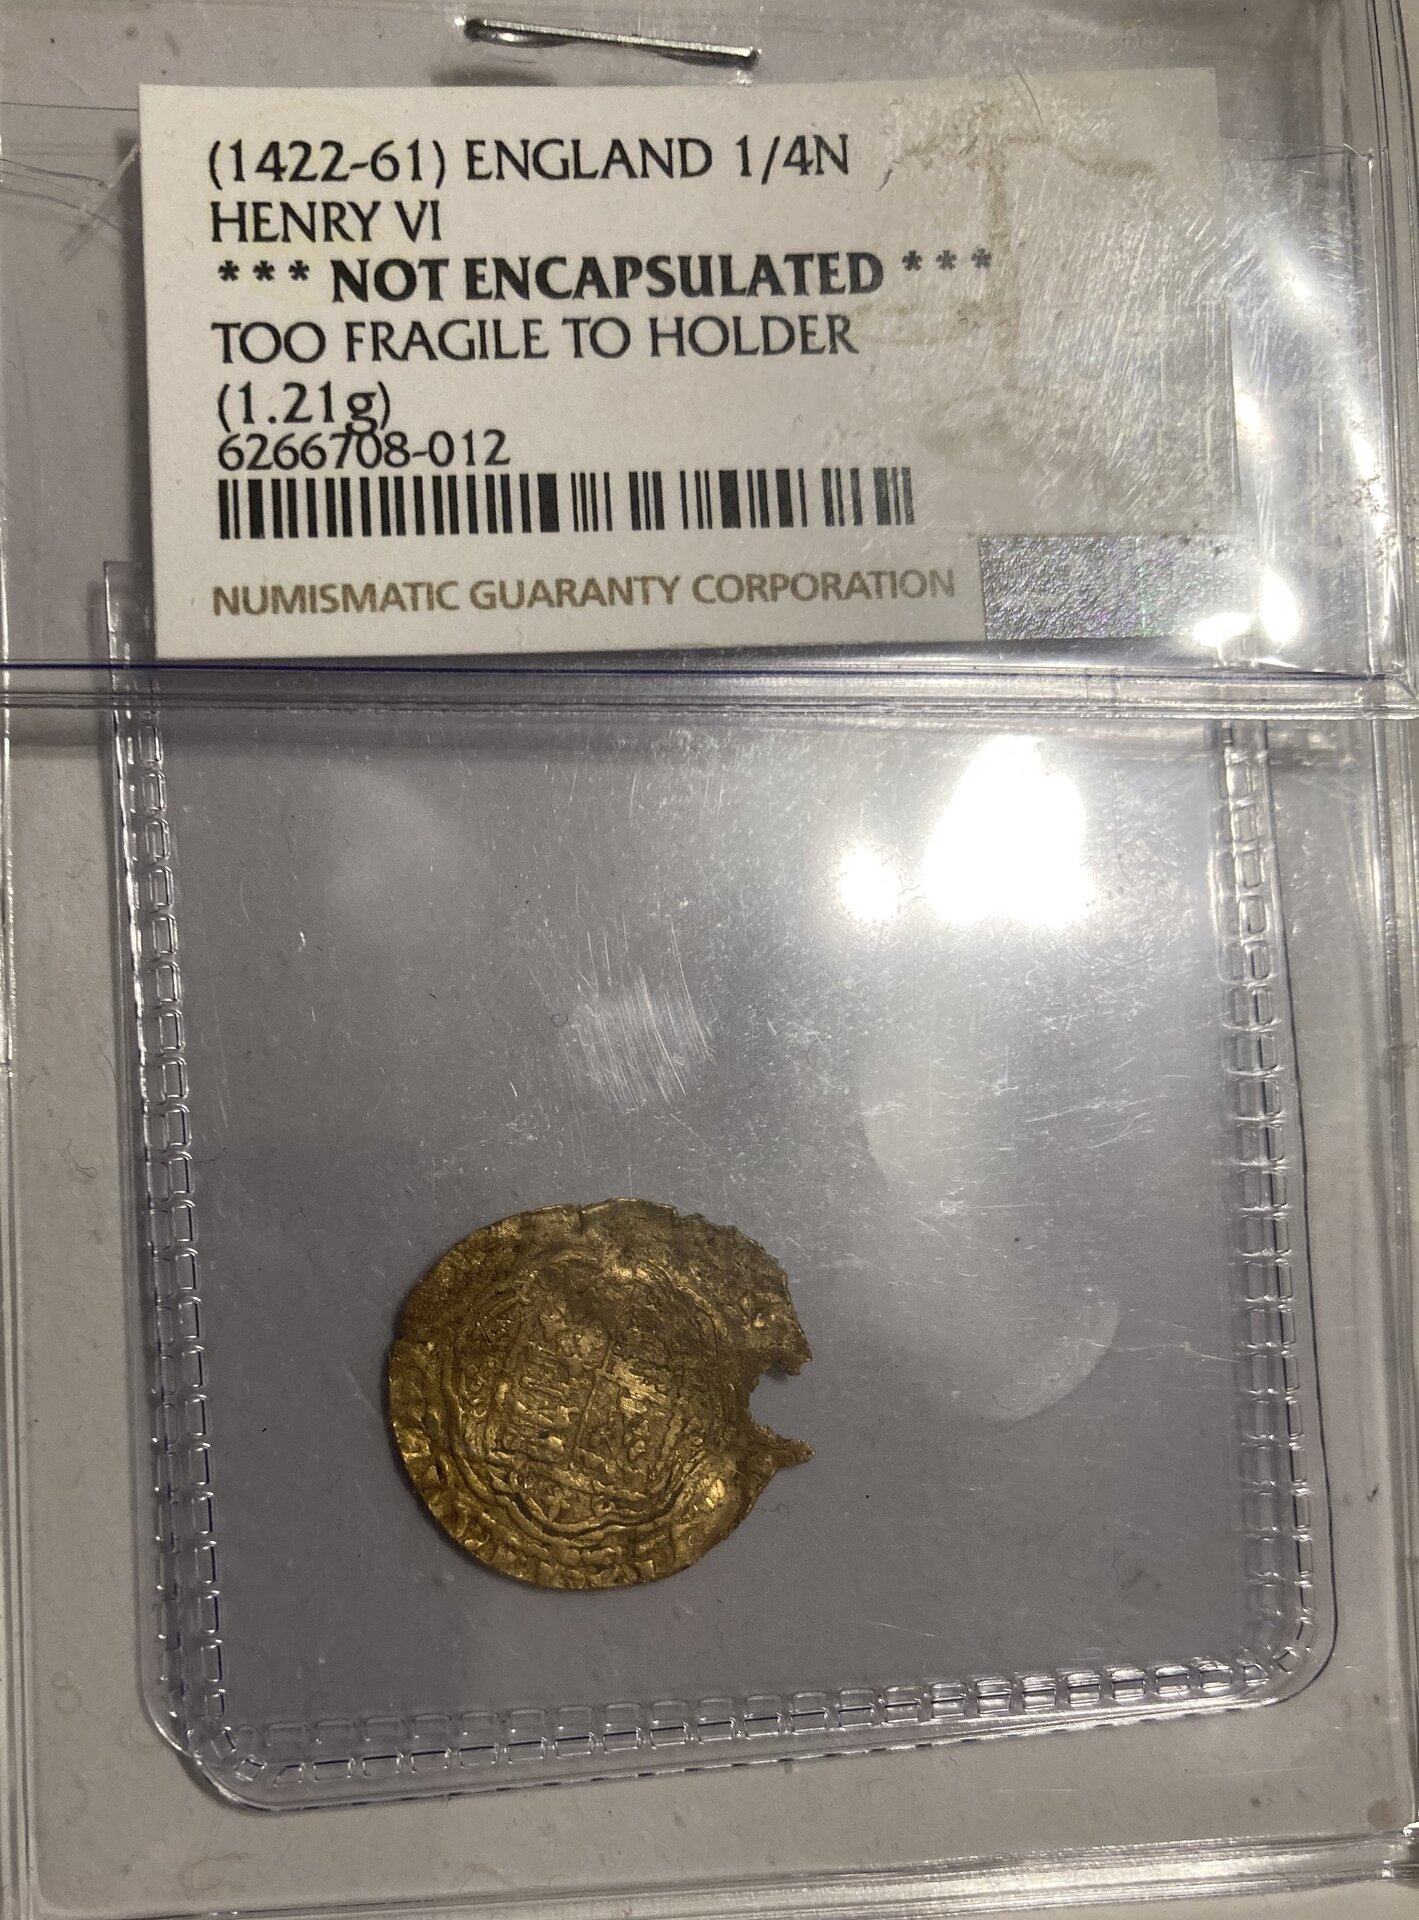 (1422-61) ENGLAND 1/4N
HENRY VI
*** NOT ENCAPSULATED ***
TOO FRAGILE TO HOLDER
(1.21g)
6266708-012
NUMISMATIC GUARANTY CORPORATION